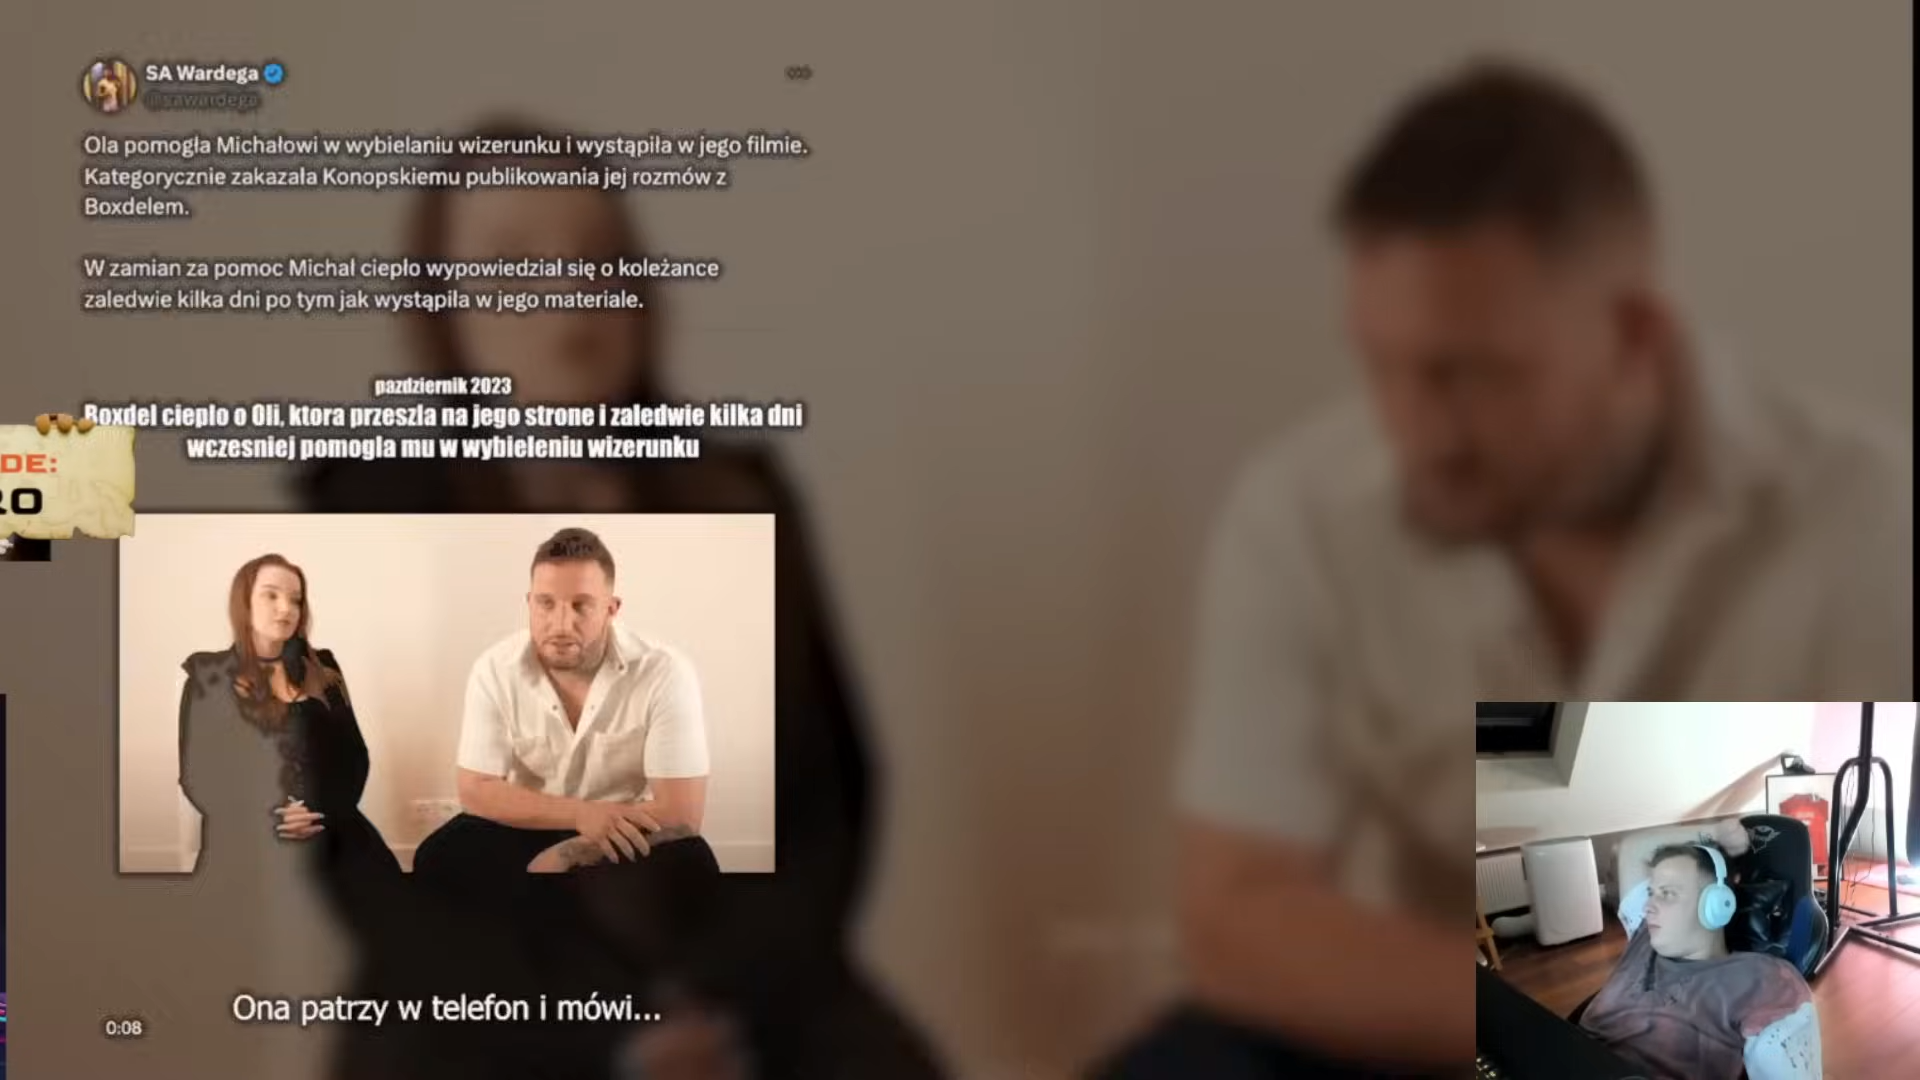 SA Wardega
@sawardega
Ola pomogła Michałowi w wybielaniu wizerunku i wystąpiła w jego filmie.
Kategorycznie zakazała Konopskiemu publikowania jej rozmów z
Boxdelem.
W zamian za pomoc Michał ciepło wypowiedział się o koleżance
zaledwie kilka dni po tym jak wystąpiła w jego materiale.
pazdziernik 2023
Boxdel cieplo o Oli, ktora przeszla na jego strone i zaledwie kilka dni
wczesniej pomogla mu w wybieleniu wizerunku
DE:
RO
Ona patrzy w telefon i mówi...
0:08